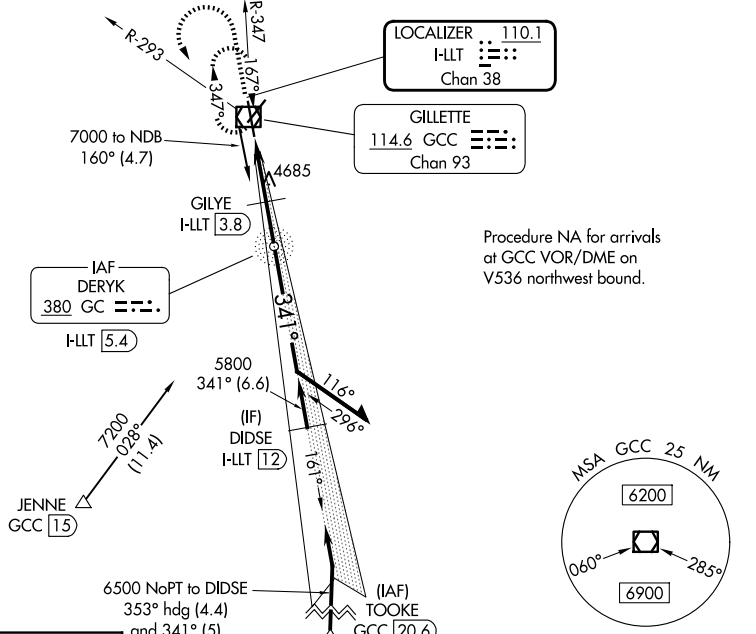 R-293
R-347
167°
347°
LOCALIZER 110.1
I-LLT
Chan 38
GILLETTE
114.6 GCC
Chan 93
7000 to NDB
160° (4.7)
4685
GILYE
I-LLT 3.8
Procedure NA for arrivals
at GCC VOR/DME on
V536 northwest bound.
IAF
DERYK
380 GC
I-LLT 5.4
341°
5800
341° (6.6)
116°
296°
(IF)
DIDSE
I-LLT 12
161°
7200
028°
(11.4)
JENNE
GCC 15
MSA GCC 25 NM
6200
060°
285°
6900
6500 NoPT to DIDSE
353° hdg (4.4)
and 341° (5)
(IAF)
TOOKE
GCC 20.6